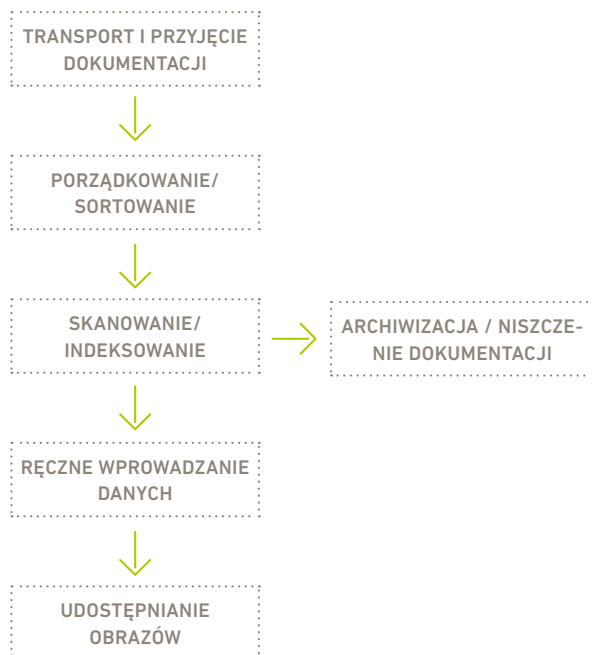 TRANSPORT I PRZYJĘCIE
DOKUMENTACJI
PORZĄDKOWANIE/
SORTOWANIE
SKANOWANIE/
INDEKSOWANIE
ARCHIWIZACJA / NISZCZE-
NIE DOKUMENTACJI
RĘCZNE WPROWADZANIE
DANYCH
UDOSTĘPNIANIE
OBRAZÓW